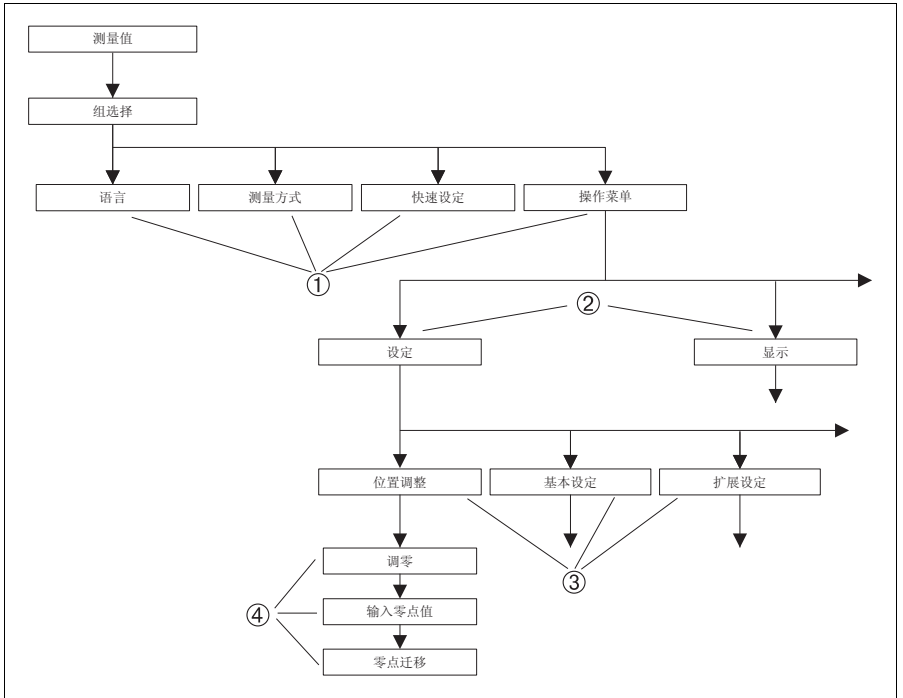 测量值
组选择
语言
测量方式
快速设定
操作菜单
①
②
设定
显示
位置调整
基本设定
扩展设定
调零
③
④
输入零点值
零点迁移